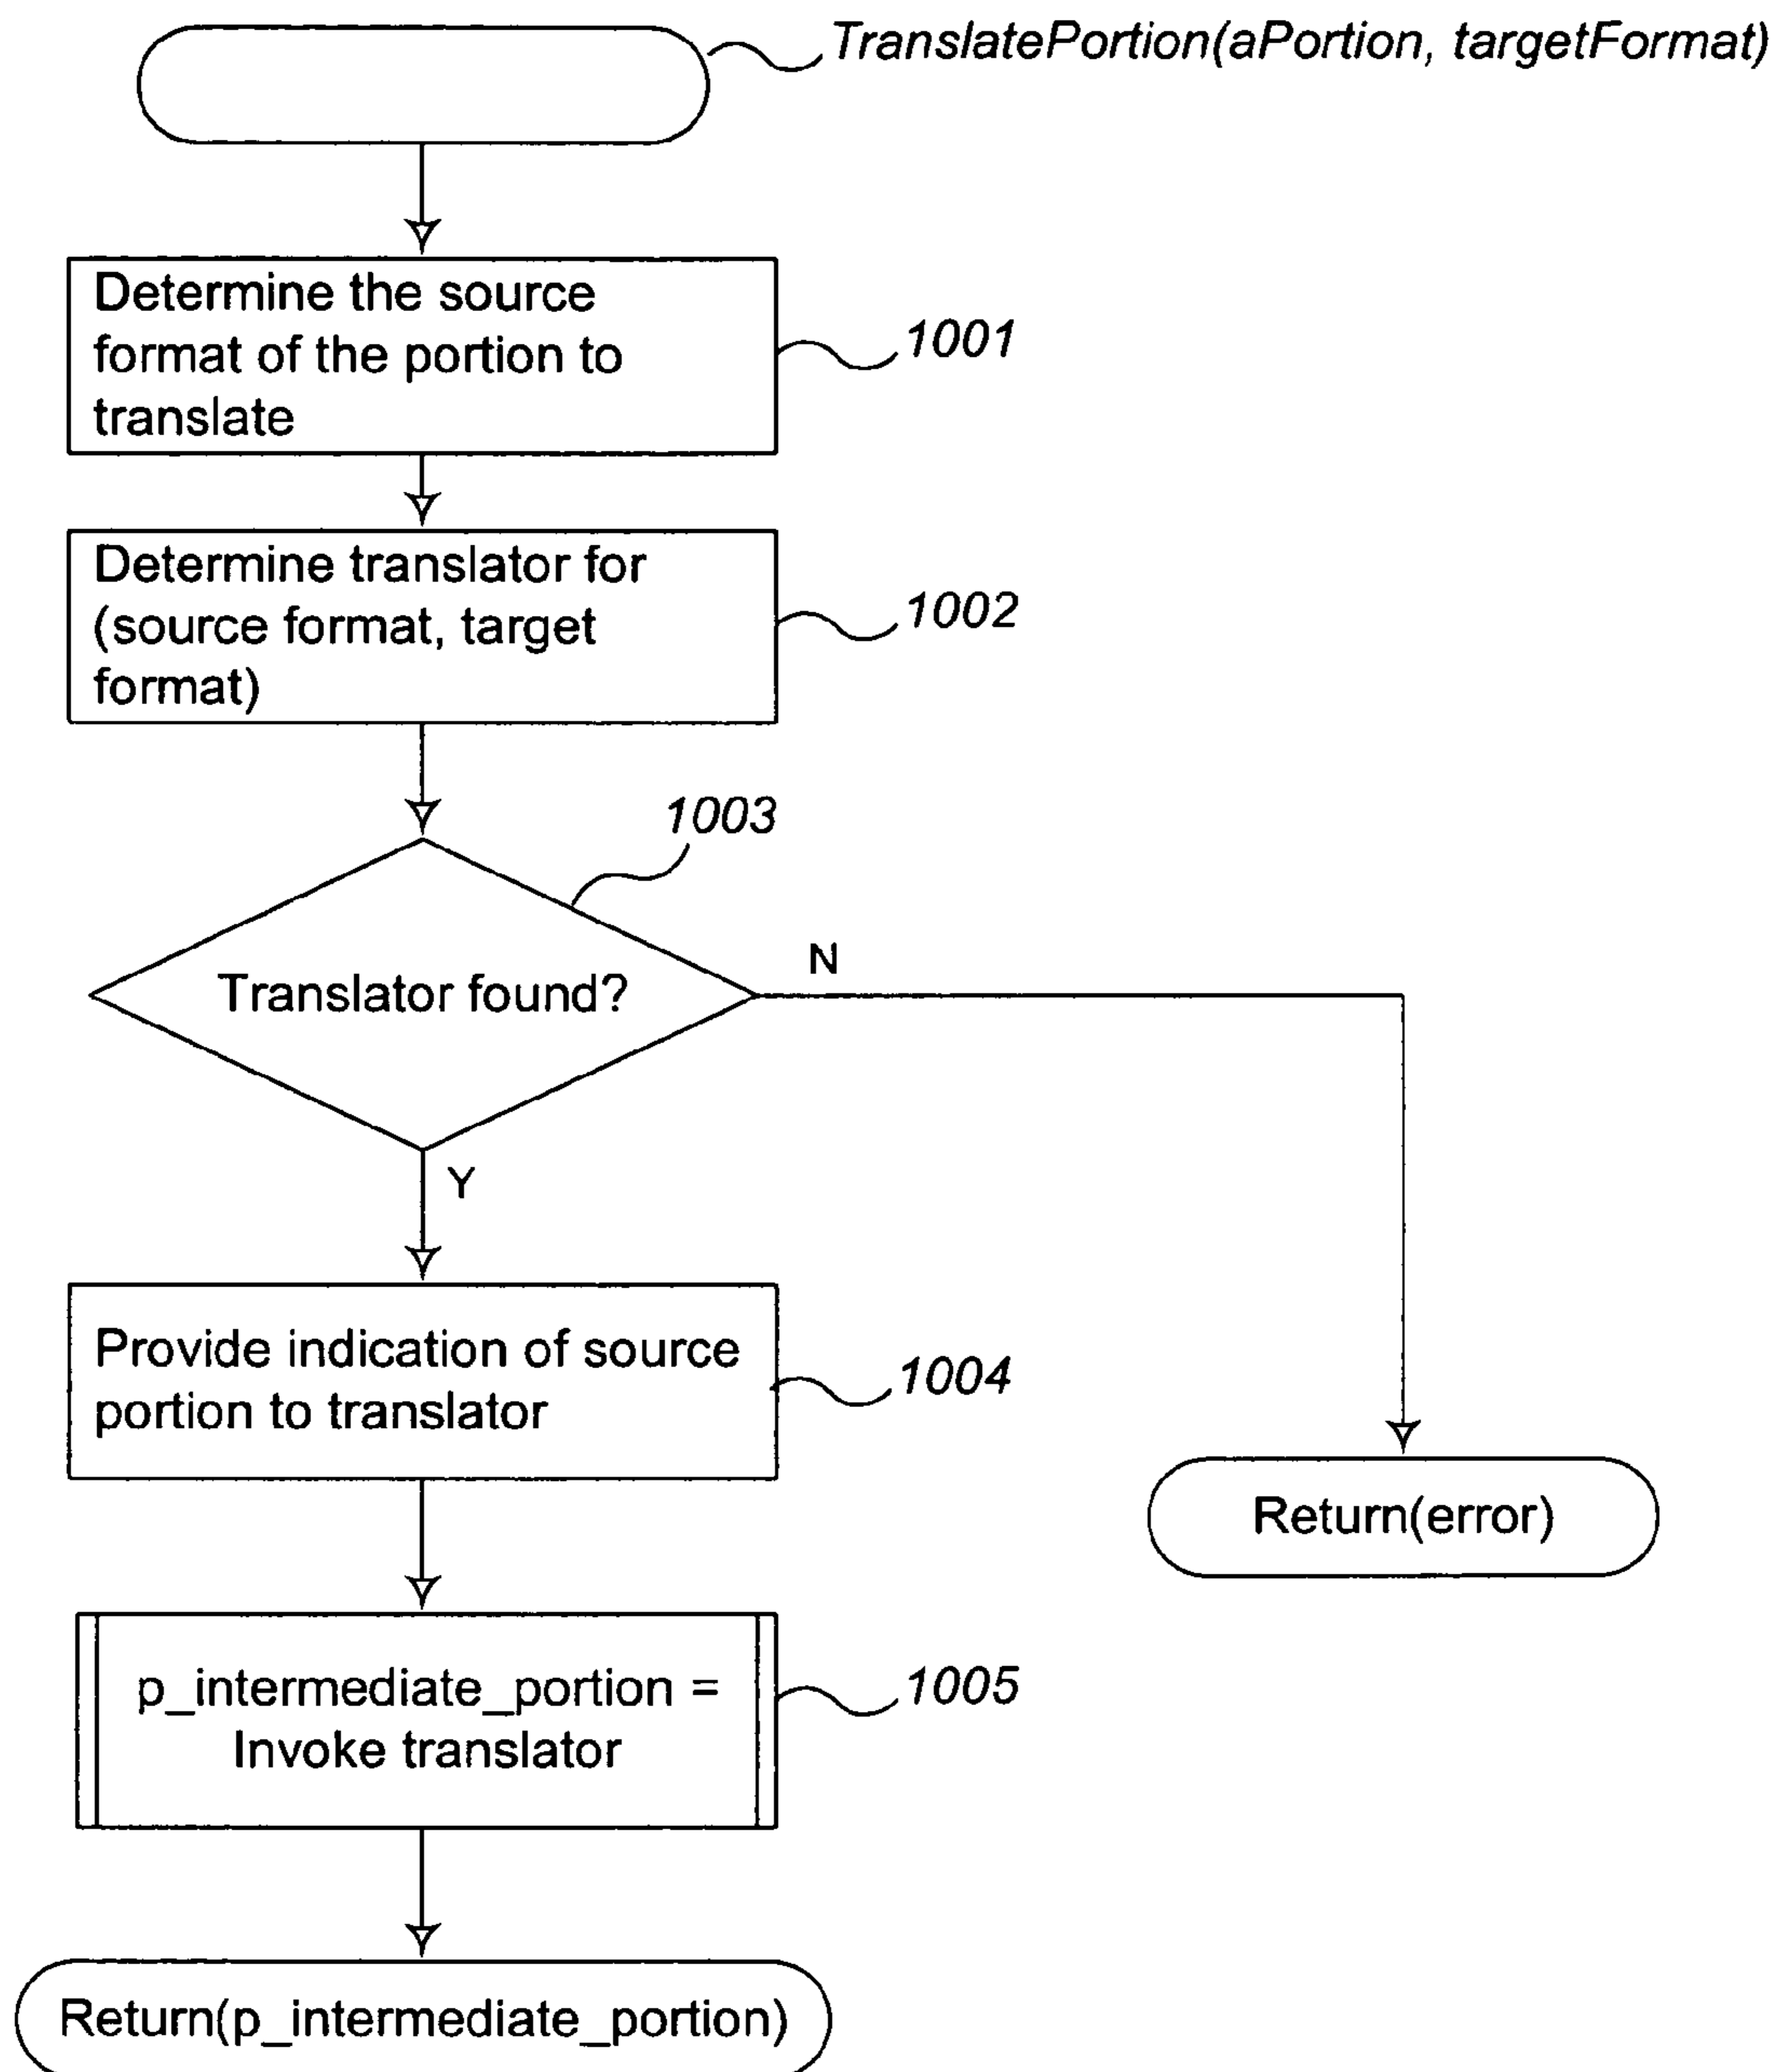 TranslatePortion(aPortion, targetFormat)
Determine the source
format of the portion to
translate
1001
Determine translator for
(source format, target
format)
1002
1003
Translator found?
N
Y
Provide indication of source
portion to translator
1004
Return(error)
p_intermediate_portion =
Invoke translator
1005
Return(p_intermediate_portion)